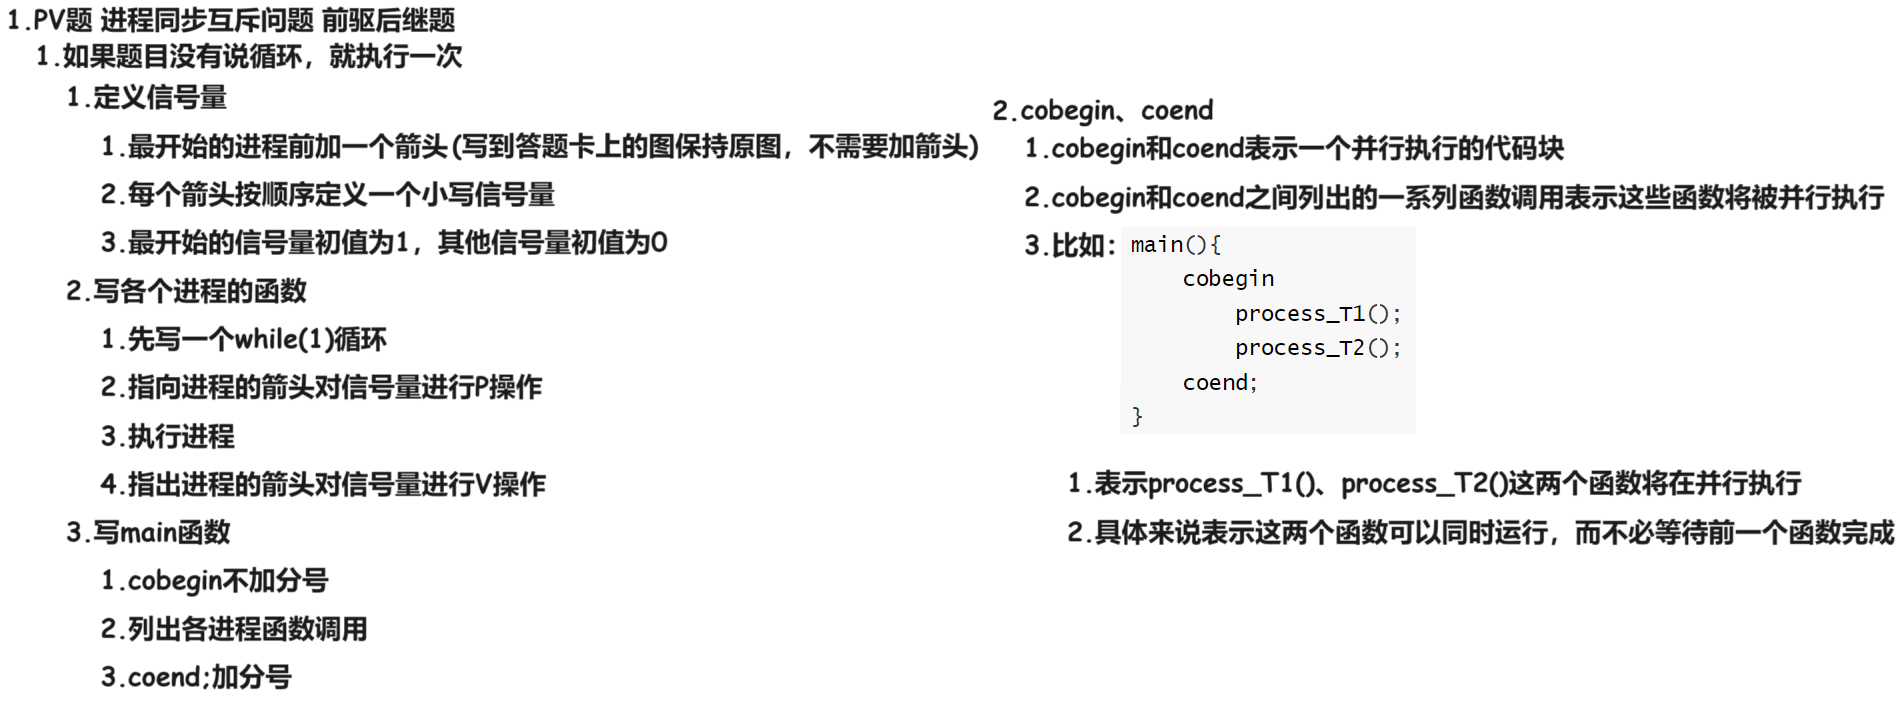 1.PV题 进程同步互斥问题 前驱后继题
1.如果题目没有说循环，就执行一次
1.定义信号量
1.最开始的进程前加一个箭头(写到答题卡上的图保持原图，不需要加箭头)
2.每个箭头按顺序定义一个小写信号量
3.最开始的信号量初值为1，其他信号量初值为0
2.写各个进程的函数
1.先写一个while(1)循环
2.指向进程的箭头对信号量进行P操作
3.执行进程
4.指出进程的箭头对信号量进行V操作
3.写main函数
1.cobegin不加分号
2.列出各进程函数调用
3.coend;加分号
2.cobegin、coend
1.cobegin和coend表示一个并行执行的代码块
2.cobegin和coend之间列出的一系列函数调用表示这些函数将被并行执行
3.比如：
main(){
cobegin
process_T1();
process_T2();
coend;
}
1.表示process_T1()、process_T2()这两个函数将在并行执行
2.具体来说表示这两个函数可以同时运行，而不必等待前一个函数完成